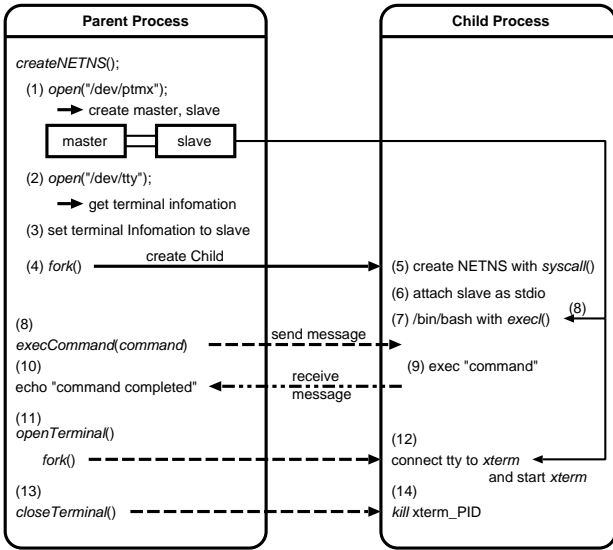 Parent Process
createNETNS();
(1) open("/dev/ptmx");
create master, slave
master
slave
(2) open("/dev/tty");
get terminal infomation
(3) set terminal Infomation to slave
(4) fork()
create Child
(8)
execCommand(command)
send message
(10)
echo "command completed"
receive
message
(11)
openTerminal()
fork()
(13)
closeTerminal()
Child Process
(5) create NETNS with syscall()
(6) attach slave as stdio
(7) /bin/bash with execl()
(8)
(9) exec "command"
(12)
connect tty to xterm
and start xterm
(14)
kill xterm_PID